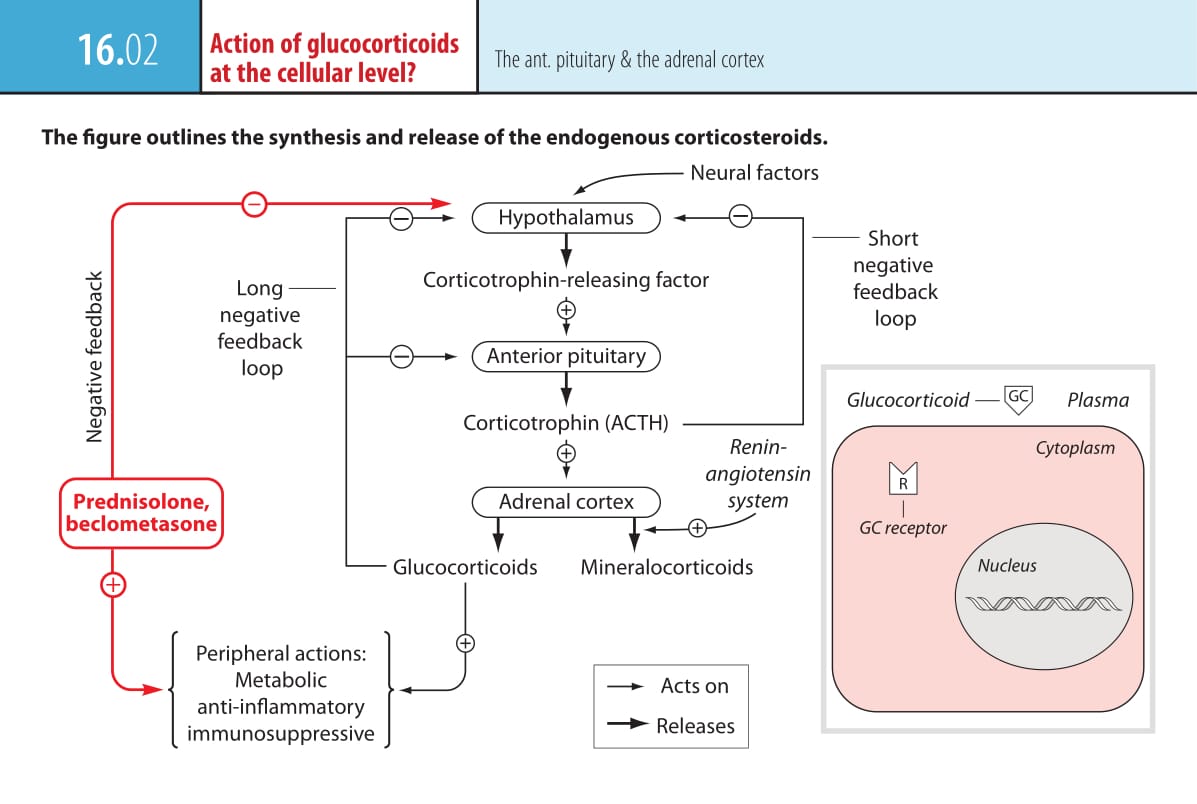 16.02
Action of glucocorticoids
at the cellular level?
The ant. pituitary & the adrenal cortex
The figure outlines the synthesis and release of the endogenous corticosteroids.
Neural factors
−
−
Hypothalamus
−
Short
negative
feedback
loop
Negative feedback
Long
negative
feedback
loop
Corticotrophin-releasing factor
+
−
Anterior pituitary
Corticotrophin (ACTH)
+
Renin-
angiotensin
system
Prednisolone,
beclometasone
Adrenal cortex
+
Glucocorticoids
Mineralocorticoids
+
+
Peripheral actions:
Metabolic
anti-inflammatory
immunosuppressive
Acts on
Releases
Glucocorticoid
GC
Plasma
Cytoplasm
R
GC receptor
Nucleus